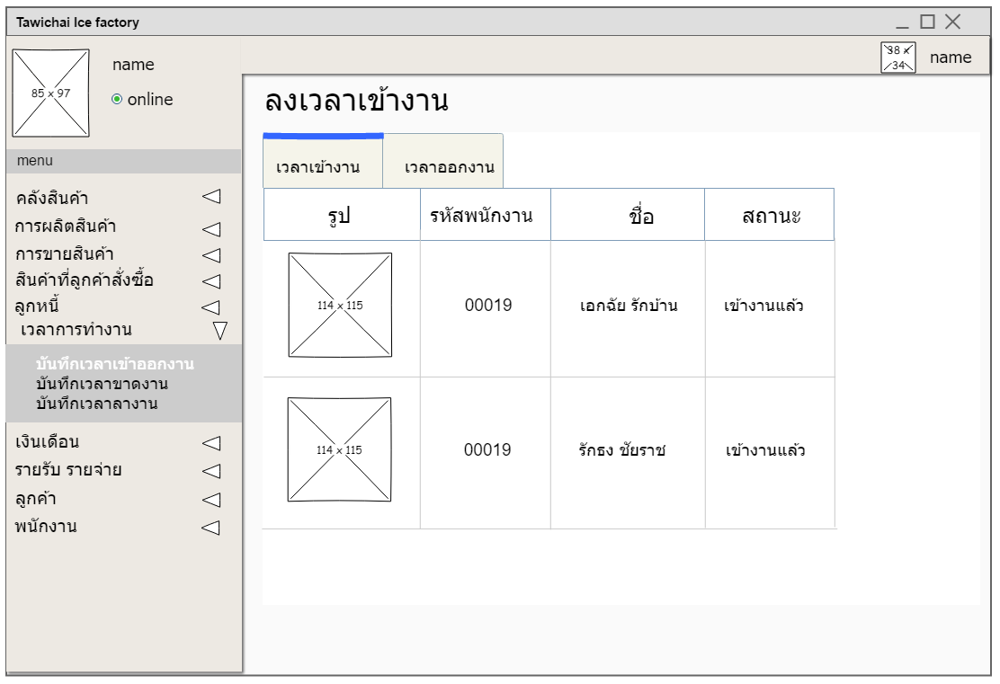 Tawichai Ice factory
38 x 34
name
85 x 97
name
online
menu
คลังสินค้า
การผลิตสินค้า
การขายสินค้า
สินค้าที่ลูกค้าสั่งซื้อ
ลูกหนี้
เวลาการทำงาน
บันทึกเวลาเข้าออกงาน
บันทึกเวลาขาดงาน
บันทึกเวลาลางาน
เงินเดือน
รายรับ รายจ่าย
ลูกค้า
พนักงาน
ลงเวลาเข้างาน
เวลาเข้างาน เวลาออกงาน
รูป รหัสพนักงาน ชื่อ สถานะ
114 x 115 00019 เอกฉัย รักบ้าน เข้างานแล้ว
114 x 115 00019 รักธง ชัยราช เข้างานแล้ว